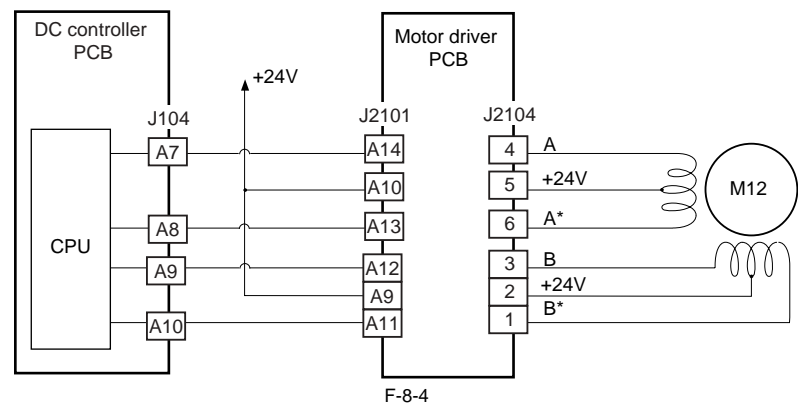 DC controller
PCB
Motor driver
PCB
+24V
J104
J2101
J2104
A7
A14
4
A
A10
5
+24V
M12
A8
A13
6
A*
CPU
A9
A12
3
B
A9
2
+24V
A10
A11
1
B*
F-8-4